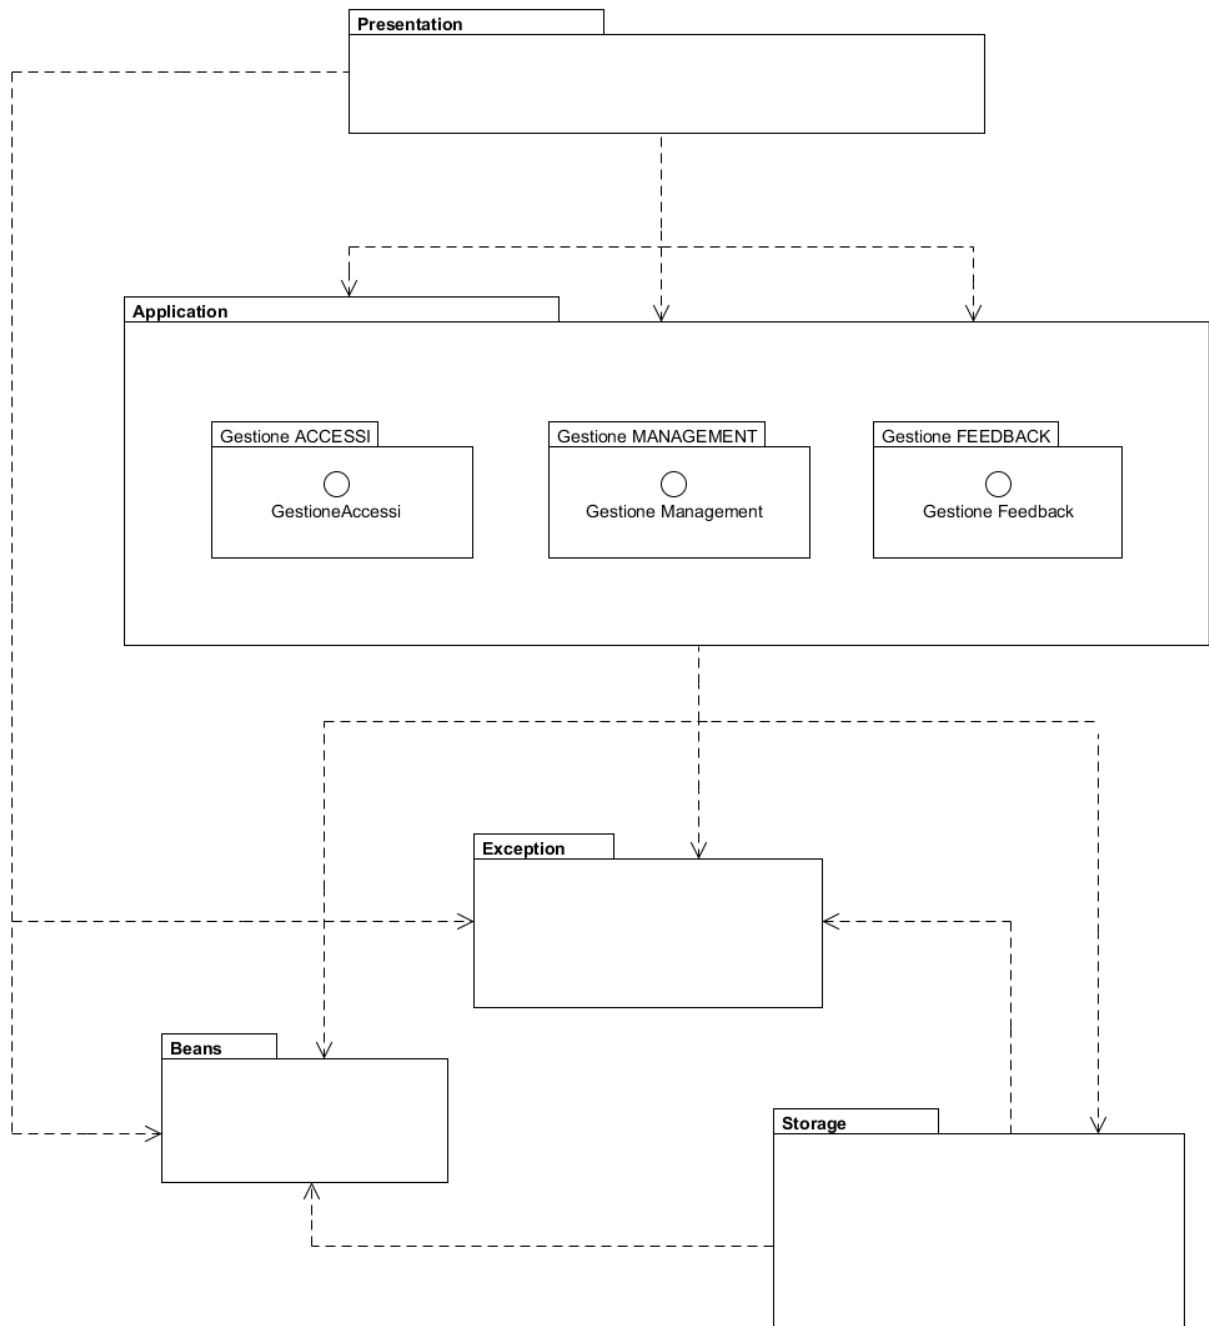 Presentation
Application
Gestione ACCESSI
GestioneAccessi
Gestione MANAGEMENT
Gestione Management
Gestione FEEDBACK
Gestione Feedback
Exception
Beans
Storage